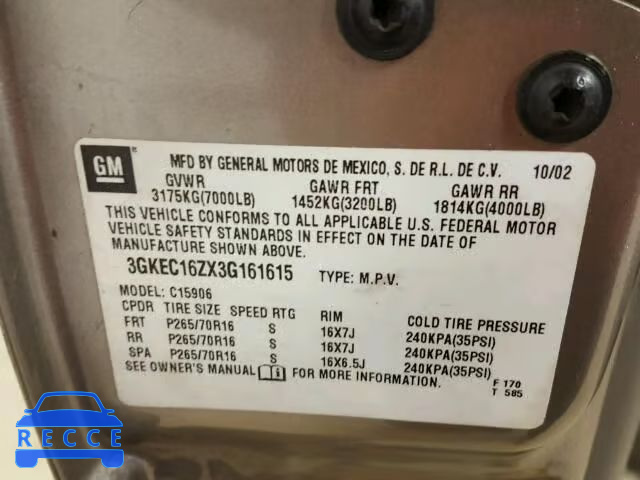 GM
MFD BY GENERAL MOTORS DE MEXICO, S. DE R.L. DE C.V. 10/02
GVWR GAWR FRT GAWR RR
3175KG(7000LB) 1452KG(3200LB) 1814KG(4000LB)
THIS VEHICLE CONFORMS TO ALL APPLICABLE U.S. FEDERAL MOTOR
VEHICLE SAFETY STANDARDS IN EFFECT ON THE DATE OF
MANUFACTURE SHOWN ABOVE.
3GKEC16ZX3G161615 TYPE: M.P.V.
MODEL: C15906
CPDR TIRE SIZE SPEED RTG RIM COLD TIRE PRESSURE
FRT P265/70R16 S 16X7J 240KPA(35PSI)
RR P265/70R16 S 16X7J 240KPA(35PSI)
SPA P265/70R16 S 16X6.5J 240KPA(35PSI)
SEE OWNER'S MANUAL FOR MORE INFORMATION.
F 170
T 585
RECCE